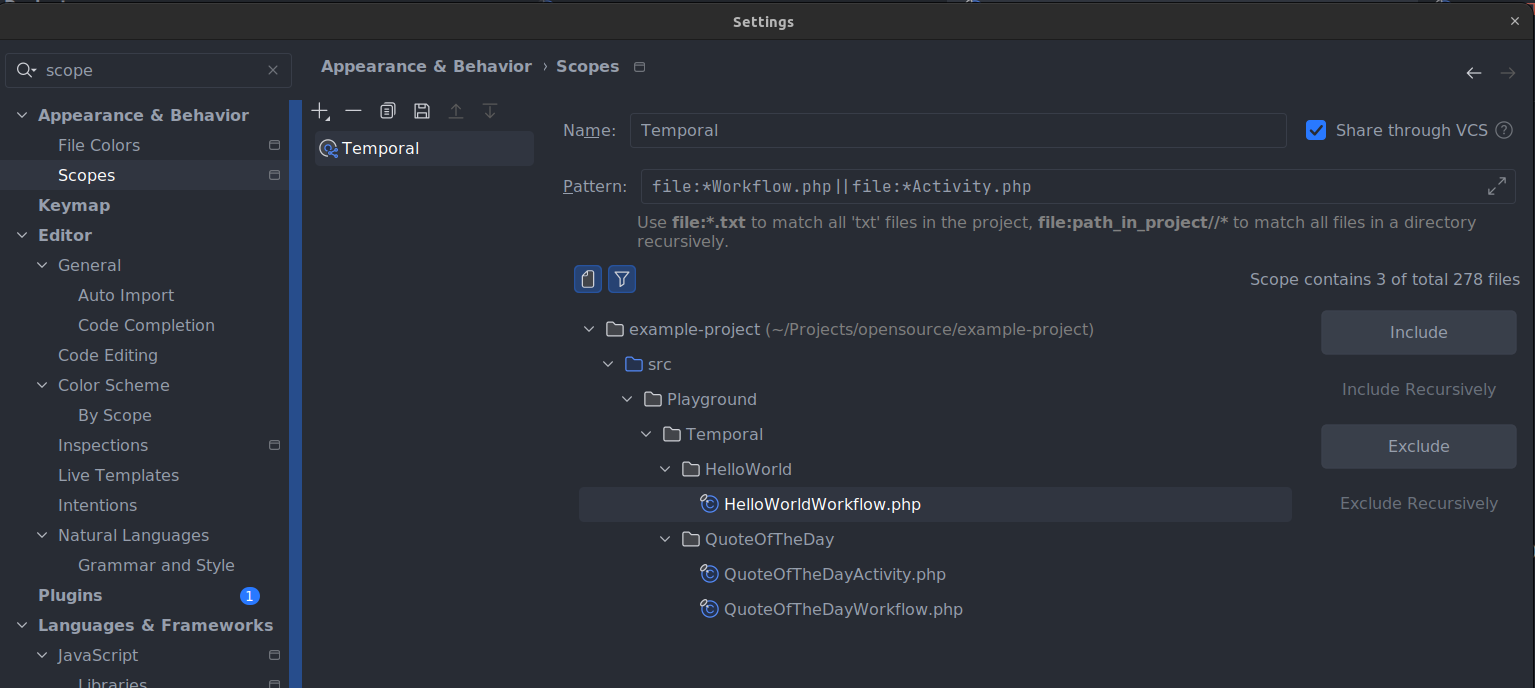 Settings
scope
Appearance & Behavior
File Colors
Scopes
Keymap
Editor
General
Auto Import
Code Completion
Code Editing
Color Scheme
By Scope
Inspections
Live Templates
Intentions
Natural Languages
Grammar and Style
Plugins 1
Languages & Frameworks
JavaScript
Libraries
Appearance & Behavior › Scopes
Temporal
Name: Temporal
Share through VCS ?
Pattern: file:*Workflow.php||file:*Activity.php
Use file:*.txt to match all 'txt' files in the project, file:path_in_project//* to match all files in a directory
recursively.
Scope contains 3 of total 278 files
example-project (~/Projects/opensource/example-project)
src
Playground
Temporal
HelloWorld
HelloWorldWorkflow.php
QuoteOfTheDay
QuoteOfTheDayActivity.php
QuoteOfTheDayWorkflow.php
Include
Include Recursively
Exclude
Exclude Recursively